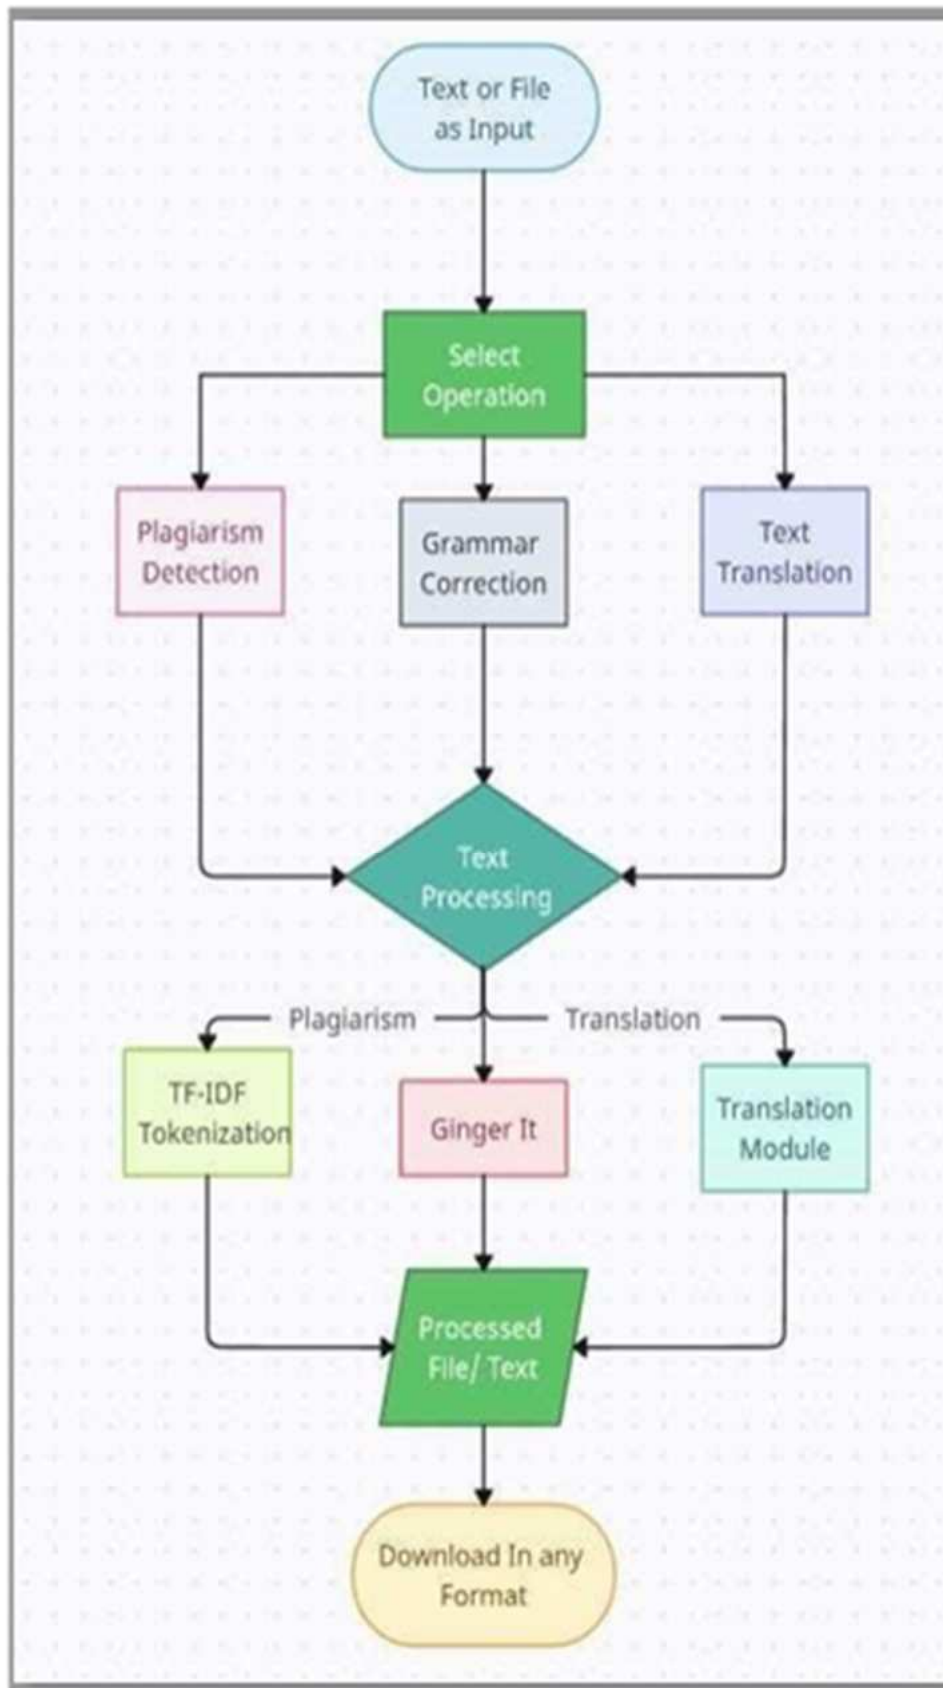 Text or File
as Input
Select
Operation
Plagiarism
Detection
Grammar
Correction
Text
Translation
Text
Processing
Plagiarism
Translation
TF-IDF
Tokenization
Ginger It
Translation
Module
Processed
File/ Text
Download In any
Format